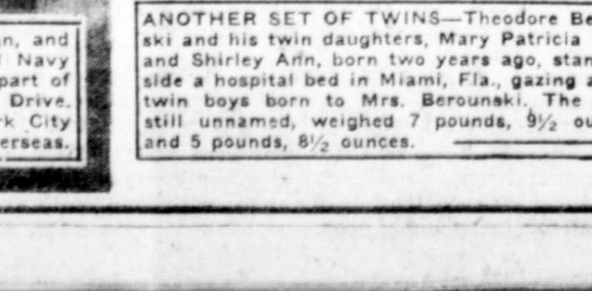 n, and
Navy
part of
Drive.
rk City
erseas.
ANOTHER SET OF TWINS—Theodore Be
ski and his twin daughters, Mary Patricia
and Shirley Ann, born two years ago, stan
side a hospital bed in Miami, Fla., gazing a
twin boys born to Mrs. Berounski. The
still unnamed, weighed 7 pounds, 9½ ou
and 5 pounds, 8½ ounces.